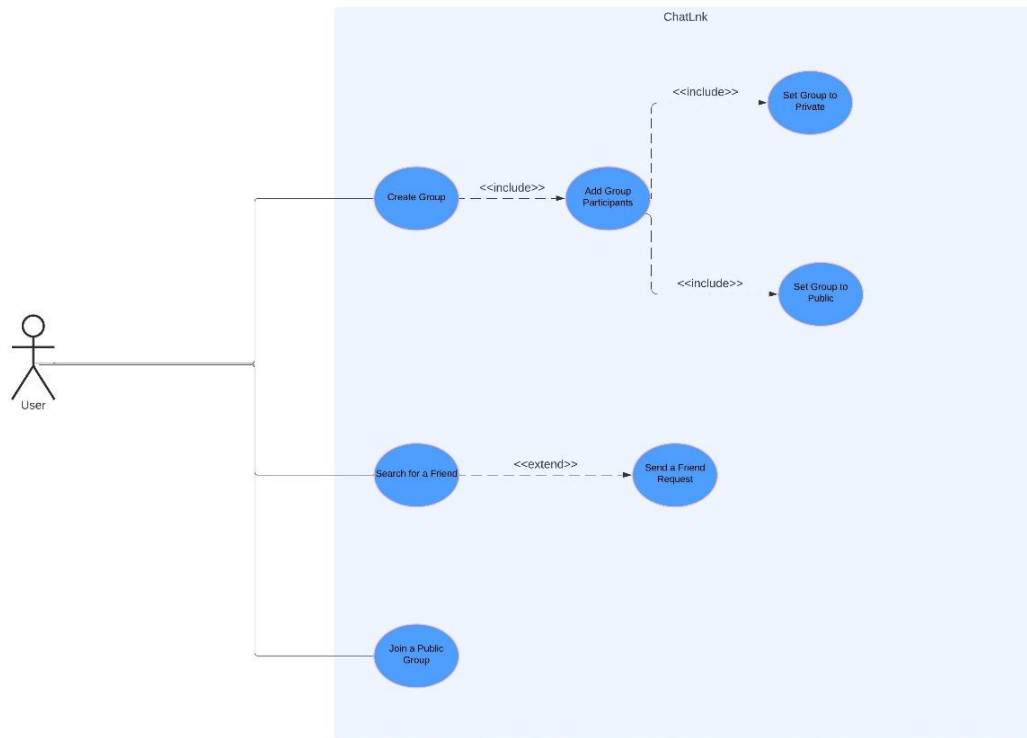 ChatLnk
<<include>>
Set Group to
Private
Create Group
<<include>>
Add Group
Participants
<<include>>
Set Group to
Public
User
Search for a Friend
<<extend>>
Send a Friend
Request
Join a Public
Group